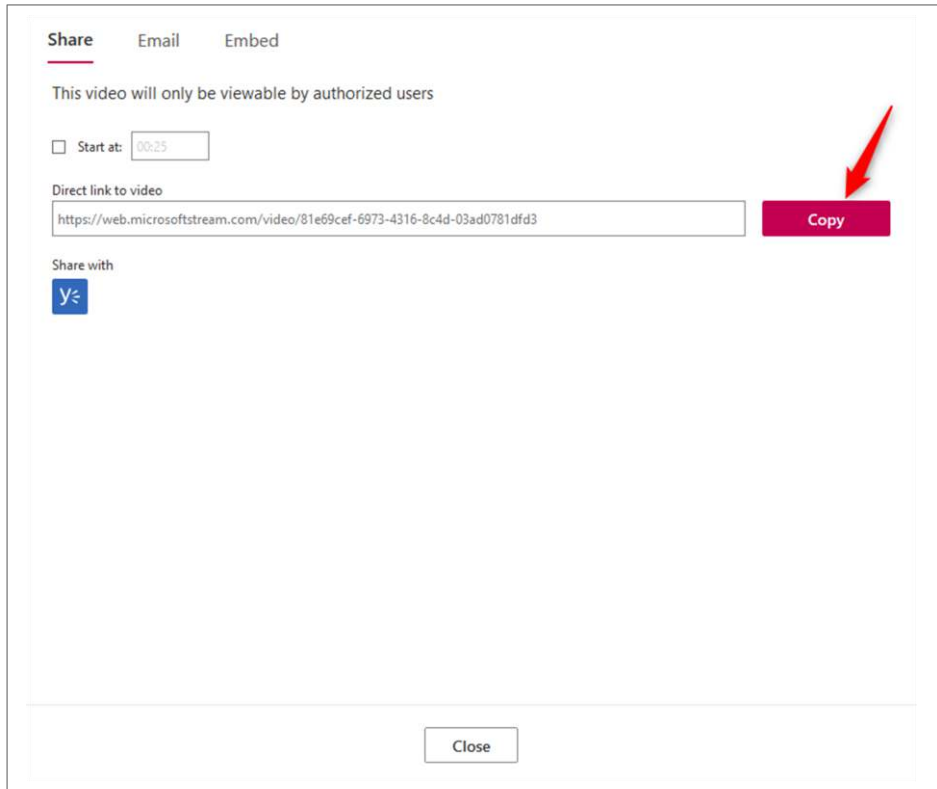 Share Email Embed
This video will only be viewable by authorized users
Start at: 00:25
Direct link to video
https://web.microsoftstream.com/video/81e69cef-6973-4316-8c4d-03ad0781dfd3 Copy
Share with
y
Close